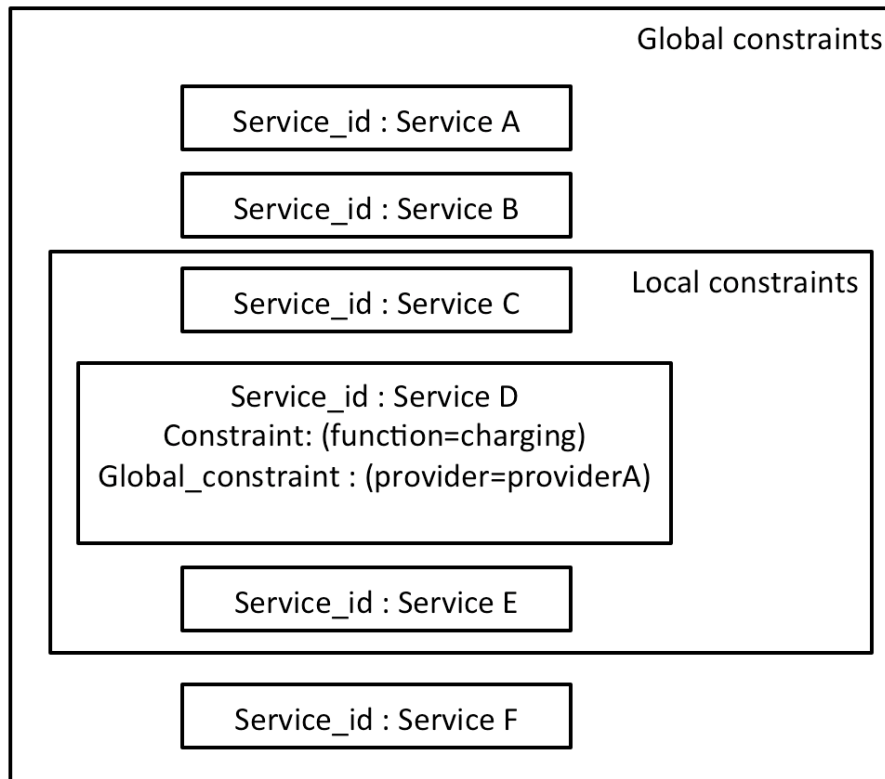 Global constraints
Service_id : Service A
Service_id : Service B
Local constraints
Service_id : Service C
Service_id : Service D
Constraint: (function=charging)
Global_constraint : (provider=providerA)
Service_id : Service E
Service_id : Service F